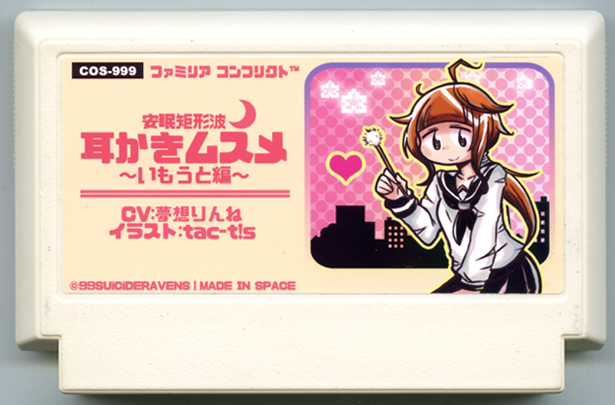 COS-999 ファミリア コンフリクト™
安眠矩形波
耳かきムスメ
～いもうと編～
CV:夢想りんね
イラスト:tac-t!s
©99SUiCiDERAVENS | MADE IN SPACE